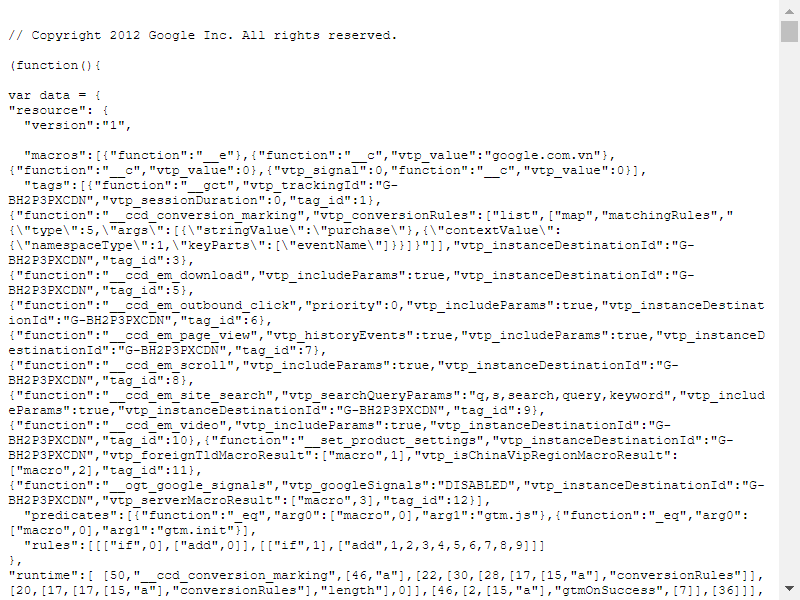 // Copyright 2012 Google Inc. All rights reserved.
(function(){
var data = {
"resource": {
  "version":"1",
  "macros":[{"function":"__e"},{"function":"__c","vtp_value":"google.com.vn"},
{"function":"__c","vtp_value":0},{"vtp_signal":0,"function":"__c","vtp_value":0}],
  "tags":[{"function":"__gct","vtp_trackingId":"G-
BH2P3PXCDN","vtp_sessionDuration":0,"tag_id":1},
{"function":"__ccd_conversion_marking","vtp_conversionRules":["list",["map","matchingRules","
{\"type\":5,\"args\":[{\"stringValue\":\"purchase\"},{\"contextValue\":
{\"namespaceType\":1,\"keyParts\":[\"eventName\"]}}]}"]],"vtp_instanceDestinationId":"G-
BH2P3PXCDN","tag_id":3},
{"function":"__ccd_em_download","vtp_includeParams":true,"vtp_instanceDestinationId":"G-
BH2P3PXCDN","tag_id":5},
{"function":"__ccd_em_outbound_click","priority":0,"vtp_includeParams":true,"vtp_instanceDestinat
ionId":"G-BH2P3PXCDN","tag_id":6},
{"function":"__ccd_em_page_view","vtp_historyEvents":true,"vtp_includeParams":true,"vtp_instanceD
estinationId":"G-BH2P3PXCDN","tag_id":7},
{"function":"__ccd_em_scroll","vtp_includeParams":true,"vtp_instanceDestinationId":"G-
BH2P3PXCDN","tag_id":8},
{"function":"__ccd_em_site_search","vtp_searchQueryParams":"q,s,search,query,keyword","vtp_includ
eParams":true,"vtp_instanceDestinationId":"G-BH2P3PXCDN","tag_id":9},
{"function":"__ccd_em_video","vtp_includeParams":true,"vtp_instanceDestinationId":"G-
BH2P3PXCDN","tag_id":10},{"function":"__set_product_settings","vtp_instanceDestinationId":"G-
BH2P3PXCDN","vtp_foreignTldMacroResult":["macro",1],"vtp_isChinaVipRegionMacroResult":
["macro",2],"tag_id":11},
{"function":"__ogt_google_signals","vtp_googleSignals":"DISABLED","vtp_instanceDestinationId":"G-
BH2P3PXCDN","vtp_serverMacroResult":["macro",3],"tag_id":12}],
  "predicates":[{"function":"_eq","arg0":["macro",0],"arg1":"gtm.js"},{"function":"_eq","arg0":
["macro",0],"arg1":"gtm.init"}],
  "rules":[[["if",0],["add",0]],[["if",1],["add",1,2,3,4,5,6,7,8,9]]]
},
"runtime":[ [50,"__ccd_conversion_marking",[46,"a"],[22,[30,[28,[17,[15,"a"],"conversionRules"]],
[20,[17,[17,[15,"a"],"conversionRules"],"length"],0]],[46,[2,[15,"a"],"gtmOnSuccess",[7]],[36]]],